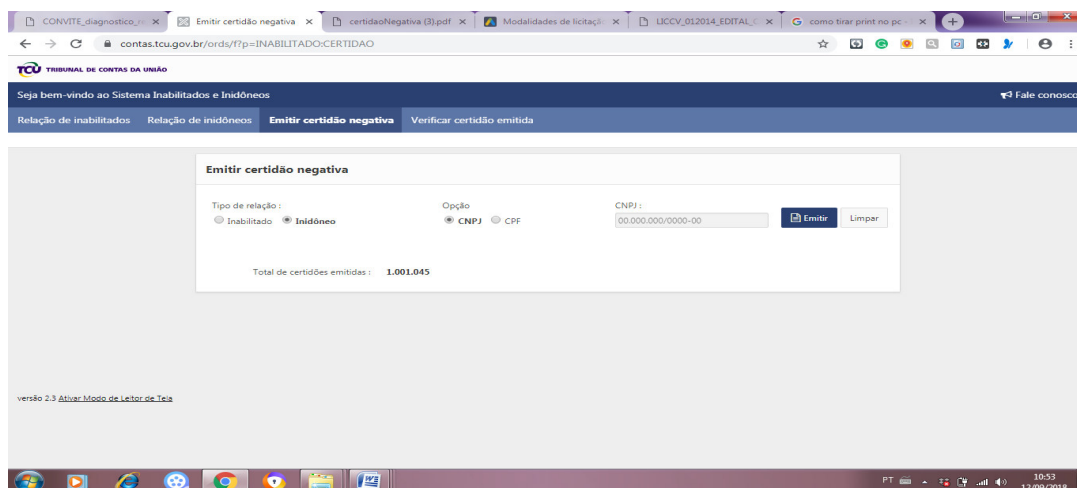 CONVITE_diagnostico_re
Emitir certidão negativa
certidaoNegativa (3).pdf
Modalidades de licitaçã
LICCV_012014_EDITAL_C
como tirar print no pc -
contas.tcu.gov.br/ords/f?p=INABILITADO:CERTIDAO
TCU TRIBUNAL DE CONTAS DA UNIÃO
Seja bem-vindo ao Sistema Inabilitados e Inidôneos Fale conosco
Relação de inabilitados Relação de inidôneos Emitir certidão negativa Verificar certidão emitida
Emitir certidão negativa
Tipo de relação : Opção CNPJ :
Inabilitado Inidôneo CNPJ CPF 00.000.000/0000-00 Emitir Limpar
Total de certidões emitidas : 1.001.045
versão 2.3 Ativar Modo de Leitor de Tela
PT 10:53
12/09/2018